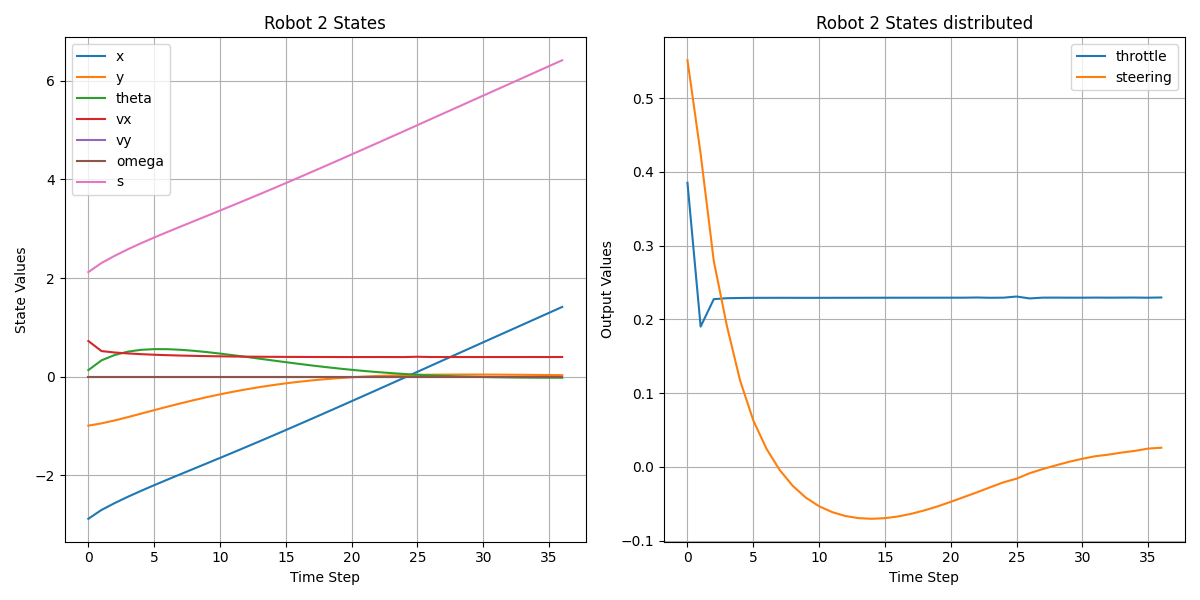 Robot 2 States
x
y
theta
vx
vy
omega
s
6
4
2
0
−2
State Values
0 5 10 15 20 25 30 35
Time Step
Robot 2 States distributed
throttle
steering
0.5
0.4
0.3
0.2
0.1
0.0
−0.1
Output Values
0 5 10 15 20 25 30 35
Time Step